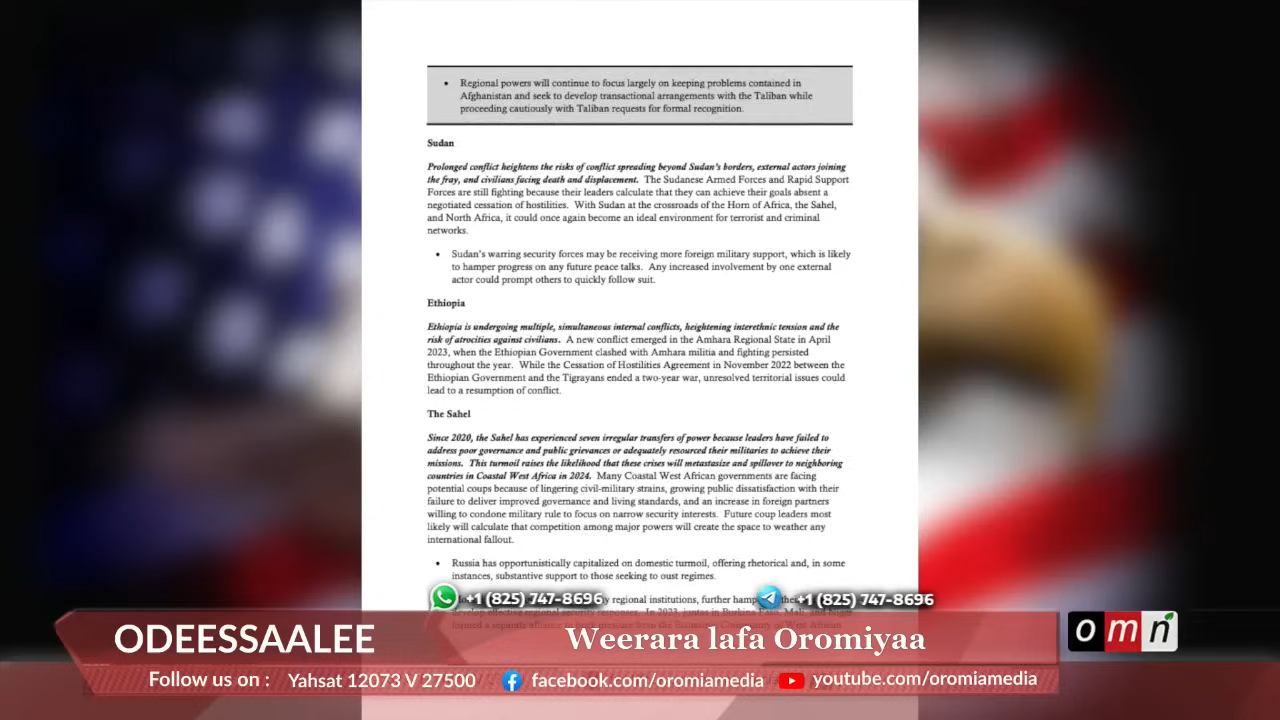 • Regional powers will continue to focus largely on keeping problems contained in
Afghanistan and seek to develop transactional arrangements with the Taliban while
proceeding cautiously with Taliban requests for formal recognition.
Sudan
Prolonged conflict heightens the risks of conflict spreading beyond Sudan's borders, external actors joining
the fray, and civilians facing death and displacement. The Sudanese Armed Forces and Rapid Support
Forces are still fighting because their leaders calculate that they can achieve their goals absent a
negotiated cessation of hostilities. With Sudan at the crossroads of the Horn of Africa, the Sahel,
and North Africa, it could once again become an ideal environment for terrorist and criminal
networks.
• Sudan's warring security forces may be receiving more foreign military support, which is likely
to hamper progress on any future peace talks. Any increased involvement by one external
actor could prompt others to quickly follow suit.
Ethiopia
Ethiopia is undergoing multiple, simultaneous internal conflicts, heightening interethnic tension and the
risk of atrocities against civilians. A new conflict emerged in the Amhara Regional State in April
2023, when the Ethiopian Government clashed with Amhara militia and fighting persisted
throughout the year. While the Cessation of Hostilities Agreement in November 2022 between the
Ethiopian Government and the Tigrayans ended a two-year war, unresolved territorial issues could
lead to a resumption of conflict.
The Sahel
Since 2020, the Sahel has experienced seven irregular transfers of power because leaders have failed to
address poor governance and public grievances or adequately resourced their militaries to achieve their
missions. This turmoil raises the likelihood that these crises will metastasize and spillover to neighboring
countries in Coastal West Africa in 2024. Many Coastal West African governments are facing
potential coups because of lingering civil-military strains, growing public dissatisfaction with their
failure to deliver improved governance and living standards, and an increase in foreign partners
willing to condone military rule to focus on narrow security interests. Future coup leaders most
likely will calculate that competition among major powers will create the space to weather any
international fallout.
• Russia has opportunistically capitalized on domestic turmoil, offering rhetorical and, in some
instances, substantive support to those seeking to oust regimes.
regional institutions, further
responses. In 2023, juntas in Burkina
formed a separate alliance to
+1 (825) 747-8696
+1 (825) 747-8696
ODEESSAALEE
Weerara lafa Oromiyaa
omn
Follow us on : Yahsat 12073 V 27500 facebook.com/oromiamedia youtube.com/oromiamedia